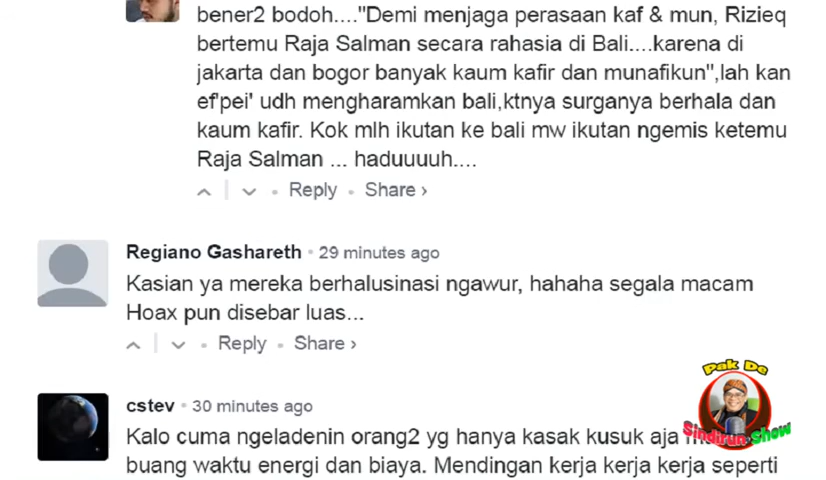 bener2 bodoh...."Demi menjaga perasaan kaf & mun, Rizieq
bertemu Raja Salman secara rahasia di Bali....karena di
jakarta dan bogor banyak kaum kafir dan munafikun",lah kan
ef'pei' udh mengharamkan bali,ktnya surganya berhala dan
kaum kafir. Kok mlh ikutan ke bali mw ikutan ngemis ketemu
Raja Salman ... haduuuuh....
Reply Share ›
Regiano Gashareth • 29 minutes ago
Kasian ya mereka berhalusinasi ngawur, hahaha segala macam
Hoax pun disebar luas...
Reply Share ›
cstev • 30 minutes ago
Kalo cuma ngeladenin orang2 yg hanya kasak kusuk aja
buang waktu energi dan biaya. Mendingan kerja kerja kerja seperti
Pak De
Sindirun Show